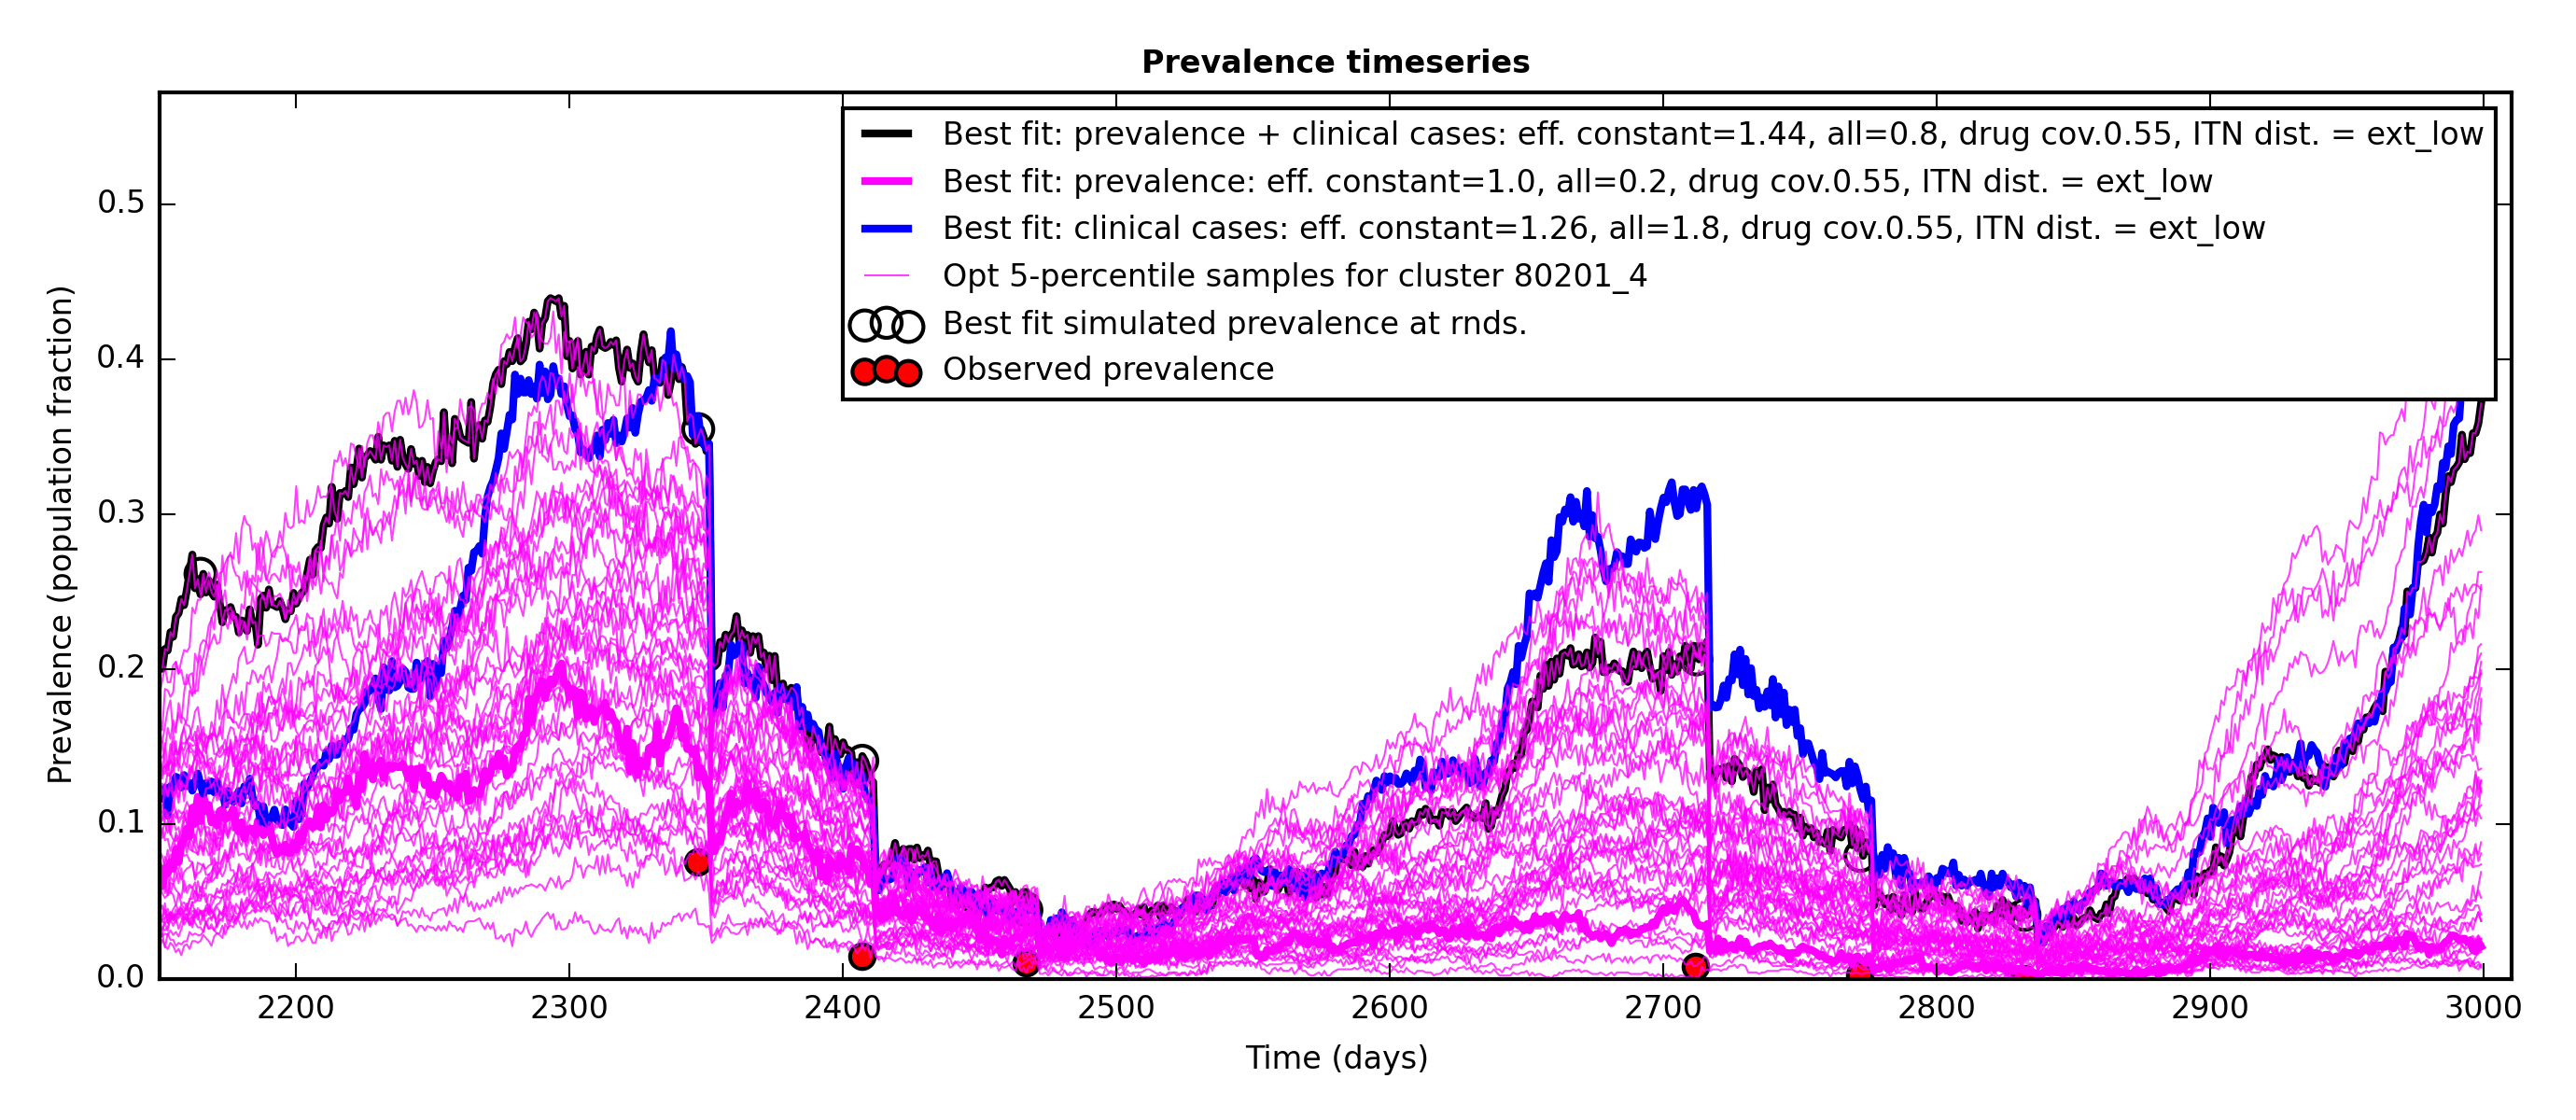 Prevalence timeseries
Best fit: prevalence + clinical cases: eff. constant=1.44, all=0.8, drug cov.0.55, ITN dist. = ext_low
Best fit: prevalence: eff. constant=1.0, all=0.2, drug cov.0.55, ITN dist. = ext_low
Best fit: clinical cases: eff. constant=1.26, all=1.8, drug cov.0.55, ITN dist. = ext_low
Opt 5-percentile samples for cluster 80201_4
Best fit simulated prevalence at rnds.
Observed prevalence
Prevalence (population fraction)
0.5
0.4
0.3
0.2
0.1
0.0
2200 2300 2400 2500 2600 2700 2800 2900 3000
Time (days)